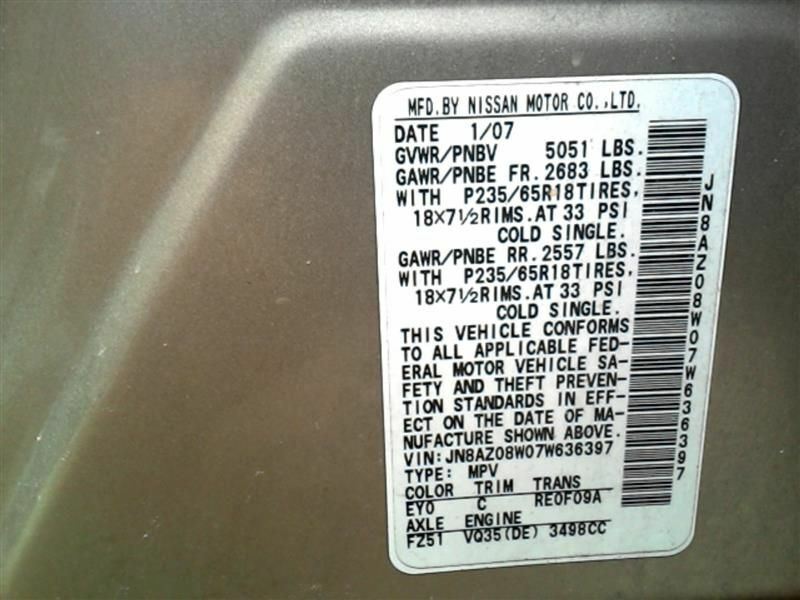 MFD.BY NISSAN MOTOR CO.,LTD.
DATE 1/07
GVWR/PNBV 5051 LBS.
GAWR/PNBE FR.2683 LBS.
WITH P235/65R18TIRES,
18×7½RIMS.AT 33 PSI
COLD SINGLE.
GAWR/PNBE RR.2557 LBS.
WITH P235/65R18TIRES,
18×7½RIMS.AT 33 PSI
COLD SINGLE.
THIS VEHICLE CONFORMS
TO ALL APPLICABLE FED-
ERAL MOTOR VEHICLE SA-
FETY AND THEFT PREVEN-
TION STANDARDS IN EFF-
ECT ON THE DATE OF MA-
NUFACTURE SHOWN ABOVE.
VIN:JN8AZ08W07W636397
TYPE: MPV
COLOR TRIM TRANS
EY0 C RE0F09A
AXLE ENGINE
FZ51 VQ35(DE) 3498CC
JN8AZ08W07W636397